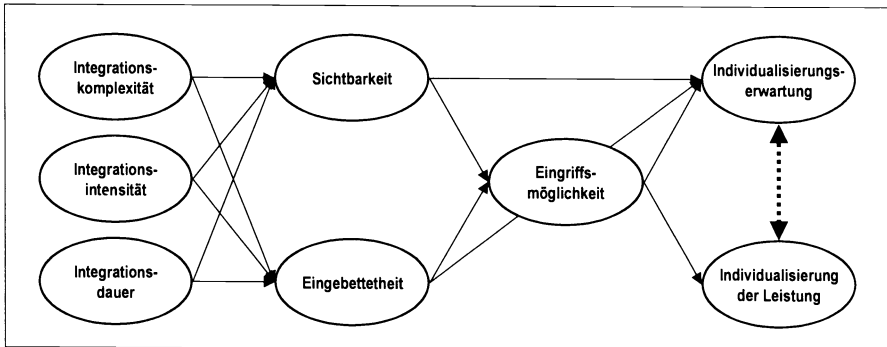 Integrations-
komplexität
Sichtbarkeit
Individualisierungs-
erwartung
Integrations-
intensität
Eingriffs-
möglichkeit
Integrations-
dauer
Eingebettetheit
Individualisierung
der Leistung